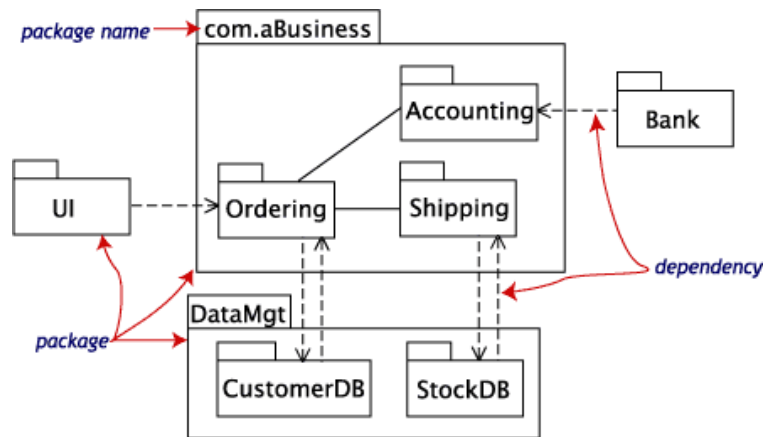 package name
com.aBusiness
Accounting
Bank
UI
Ordering
Shipping
dependency
DataMgt
package
CustomerDB
StockDB